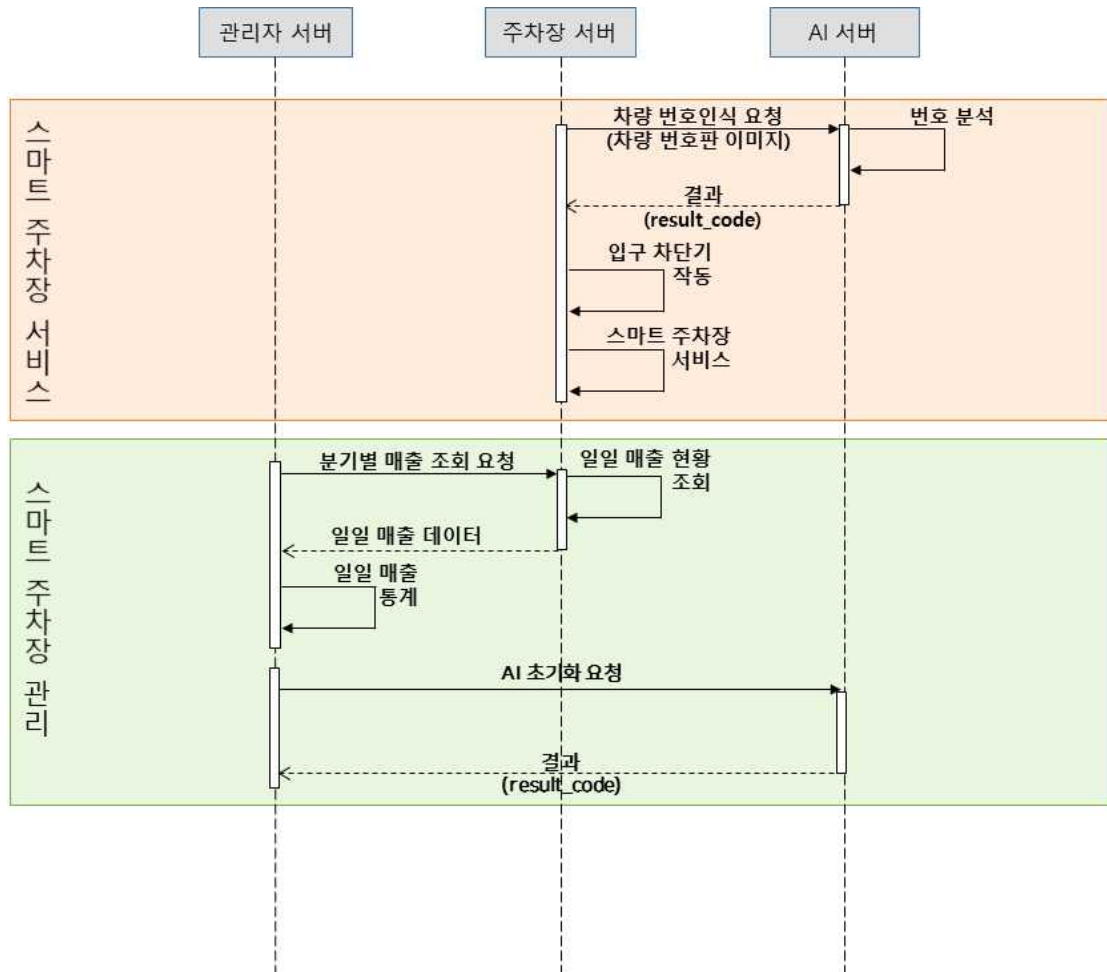 관리자 서버
주차장 서버
AI 서버
스마트 주차장 서비스
차량 번호인식 요청
(차량 번호판 이미지)
번호 분석
결과
(result_code)
입구 차단기
작동
스마트 주차장
서비스
스마트 주차장 관리
분기별 매출 조회 요청
일일 매출 현황
조회
일일 매출 데이터
일일 매출
통계
AI 초기화 요청
결과
(result_code)